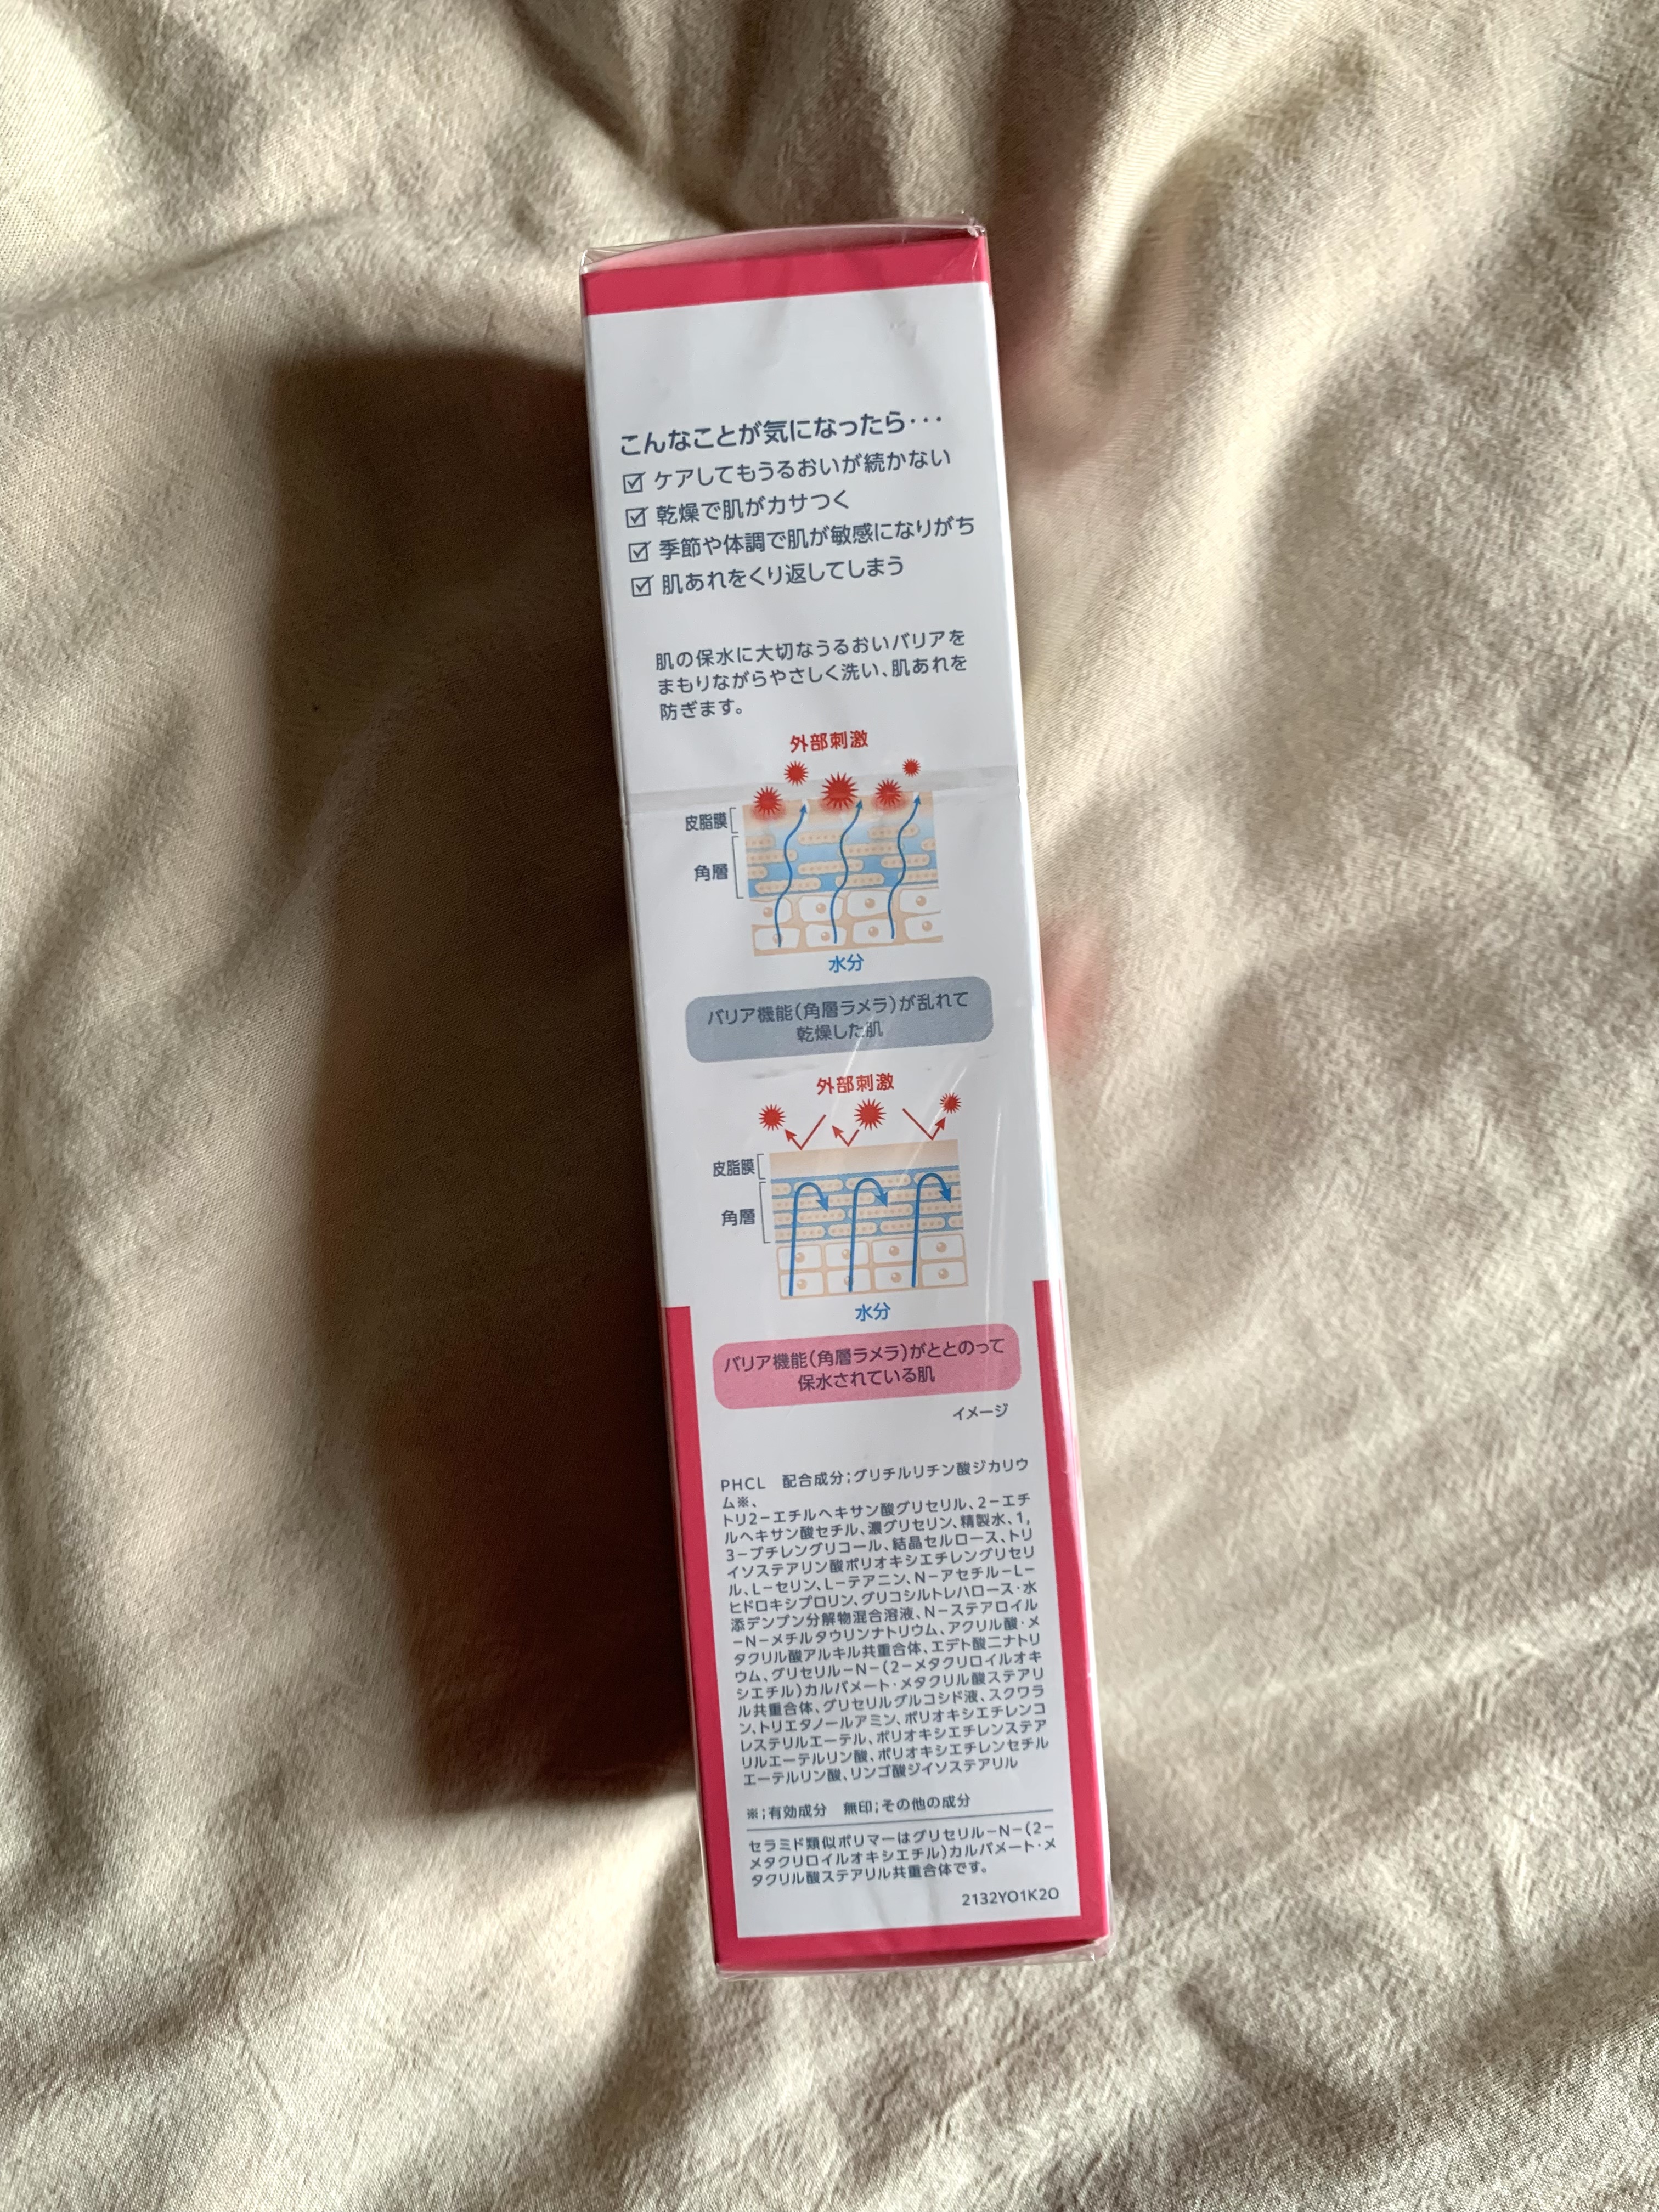 こんなことが気になったら・・・
ケアしてもうるおいが続かない
乾燥で肌がカサつく
季節や体調で肌が敏感になりがち
肌あれをくり返してしまう
肌の保水に大切なうるおいバリアを
まもりながらやさしく洗い、肌あれを
防ぎます。
外部刺激
皮脂膜
角層
水分
バリア機能(角層ラメラ)が乱れて
乾燥した肌
外部刺激
皮脂膜
角層
水分
バリア機能(角層ラメラ)がととのって
保水されている肌
イメージ
PHCL 配合成分;グリチルリチン酸ジカリウ
ム※、
トリ2-エチルヘキサン酸グリセリル、2-エチ
ルヘキサン酸セチル、濃グリセリン、精製水、1,
3-ブチレングリコール、結晶セルロース、トリ
イソステアリン酸ポリオキシエチレングリセリ
ル、L-セリン、L-テアニン、N-アセチル-L-
ヒドロキシプロリン、グリコシルトレハロース・水
添デンプン分解物混合溶液、N-ステアロイル
-N-メチルタウリンナトリウム、アクリル酸・メ
タクリル酸アルキル共重合体、エデト酸二ナトリ
ウム、グリセリル-N-(2-メタクリロイルオキ
シエチル)カルバメート・メタクリル酸ステアリ
ル共重合体、グリセリルグルコシド液、スクワラ
ン、トリエタノールアミン、ポリオキシエチレンコ
レステリルエーテル、ポリオキシエチレンステア
リルエーテルリン酸、ポリオキシエチレンセチル
エーテルリン酸、リンゴ酸ジイソステアリル
※;有効成分 無印;その他の成分
セラミド類似ポリマーはグリセリル-N-(2-
メタクリロイルオキシエチル)カルバメート・メ
タクリル酸ステアリル共重合体です。
2132YO1K2O